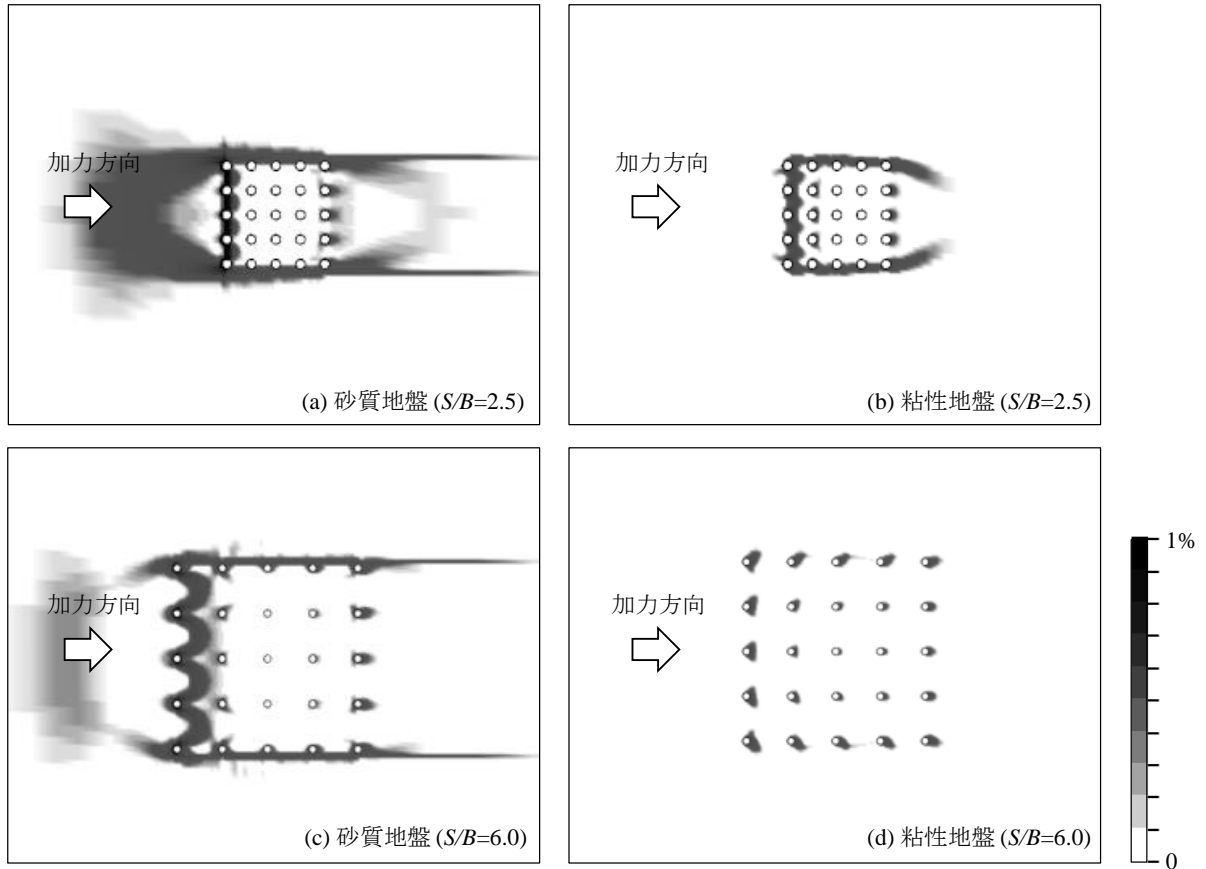 加力方向
(a) 砂質地盤 (S/B=2.5)
加力方向
(b) 粘性地盤 (S/B=2.5)
加力方向
(c) 砂質地盤 (S/B=6.0)
加力方向
(d) 粘性地盤 (S/B=6.0)
1%
0